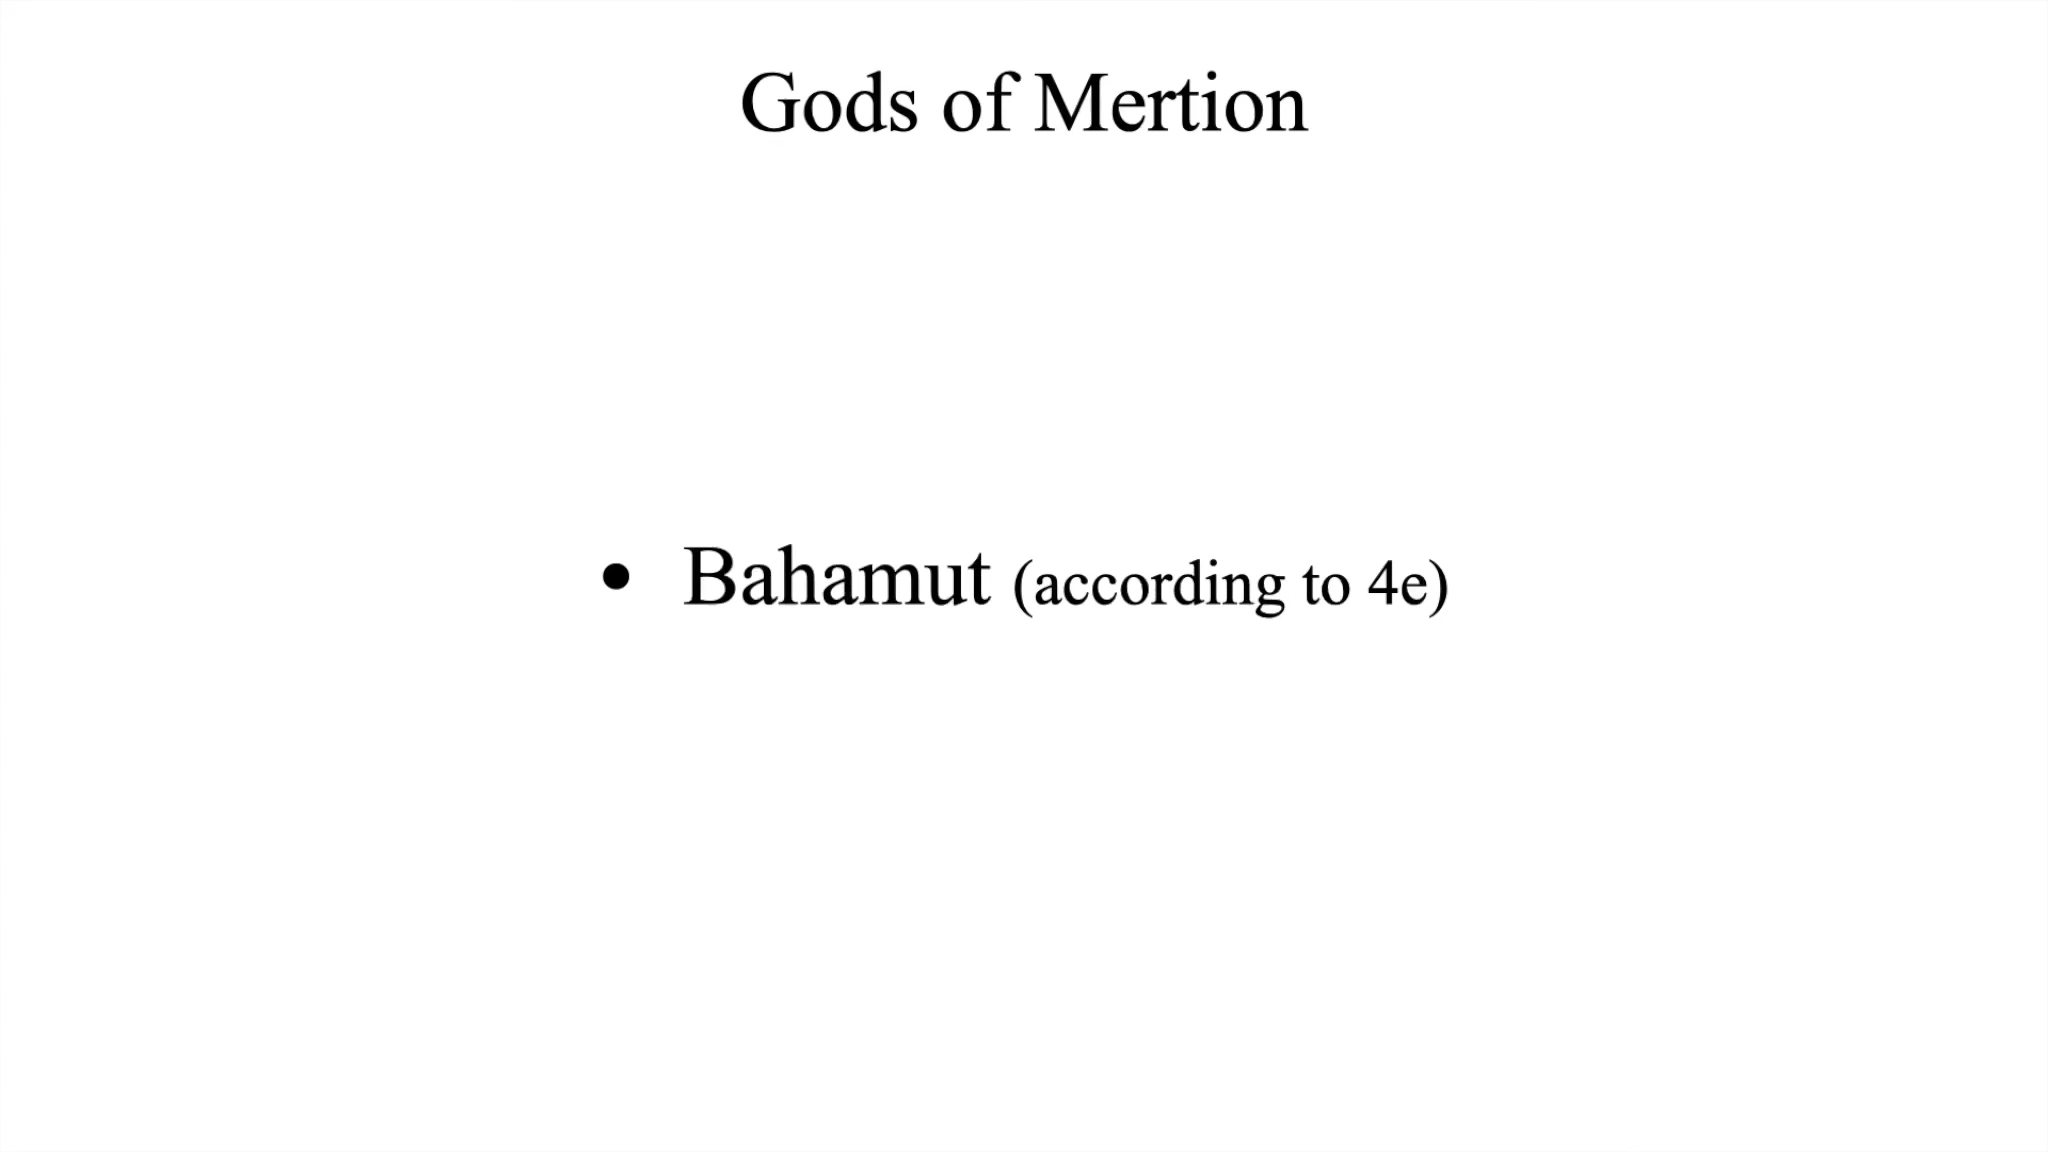 Gods of Mertion
• Bahamut (according to 4e)